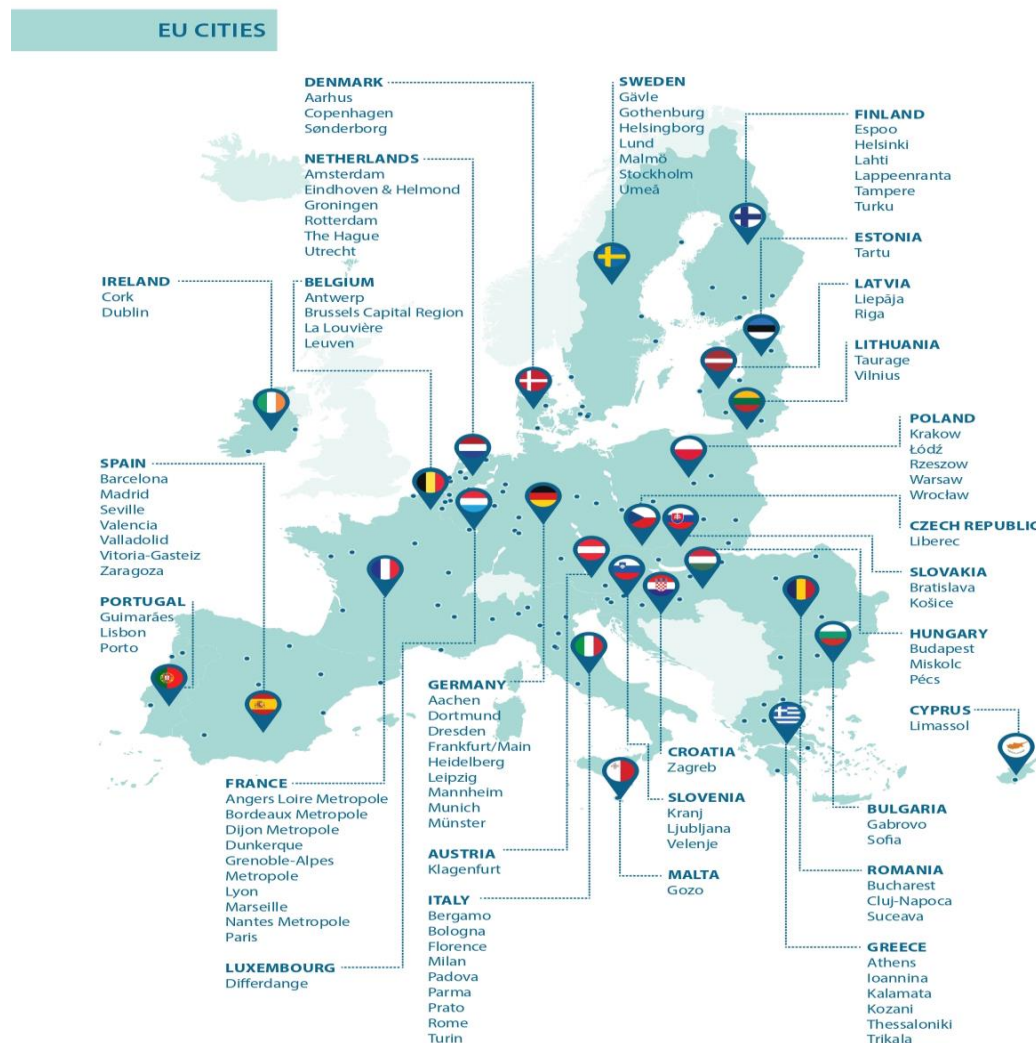 EU CITIES
DENMARK
Aarhus
Copenhagen
Sønderborg
NETHERLANDS
Amsterdam
Eindhoven & Helmond
Groningen
Rotterdam
The Hague
Utrecht
BELGIUM
Antwerp
Brussels Capital Region
La Louvière
Leuven
IRELAND
Cork
Dublin
SPAIN
Barcelona
Madrid
Seville
Valencia
Valladolid
Vitoria-Gasteiz
Zaragoza
PORTUGAL
Guimarães
Lisbon
Porto
FRANCE
Angers Loire Metropole
Bordeaux Metropole
Dijon Metropole
Dunkerque
Grenoble-Alpes
Metropole
Lyon
Marseille
Nantes Metropole
Paris
LUXEMBOURG
Differdange
GERMANY
Aachen
Dortmund
Dresden
Frankfurt/Main
Heidelberg
Leipzig
Mannheim
Munich
Münster
AUSTRIA
Klagenfurt
ITALY
Bergamo
Bologna
Florence
Milan
Padova
Parma
Prato
Rome
Turin
SWEDEN
Gävle
Gothenburg
Helsingborg
Lund
Malmö
Stockholm
Umeå
FINLAND
Espoo
Helsinki
Lahti
Lappeenranta
Tampere
Turku
ESTONIA
Tartu
LATVIA
Liepāja
Riga
LITHUANIA
Taurage
Vilnius
POLAND
Krakow
Łódź
Rzeszow
Warsaw
Wrocław
CZECH REPUBLIC
Liberec
SLOVAKIA
Bratislava
Košice
HUNGARY
Budapest
Miskolc
Pécs
CYPRUS
Limassol
CROATIA
Zagreb
SLOVENIA
Kranj
Ljubljana
Velenje
MALTA
Gozo
BULGARIA
Gabrovo
Sofia
ROMANIA
Bucharest
Cluj-Napoca
Suceava
GREECE
Athens
Ioannina
Kalamata
Kozani
Thessaloniki
Trikala